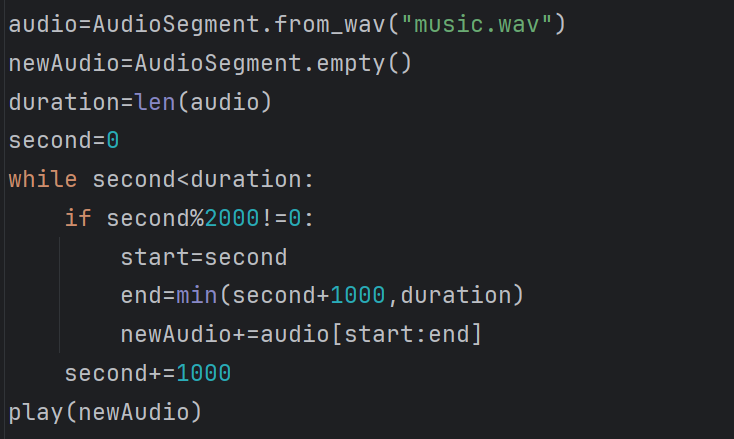 audio=AudioSegment.from_wav("music.wav")
newAudio=AudioSegment.empty()
duration=len(audio)
second=0
while second<duration:
    if second%2000!=0:
        start=second
        end=min(second+1000,duration)
        newAudio+=audio[start:end]
    second+=1000
play(newAudio)